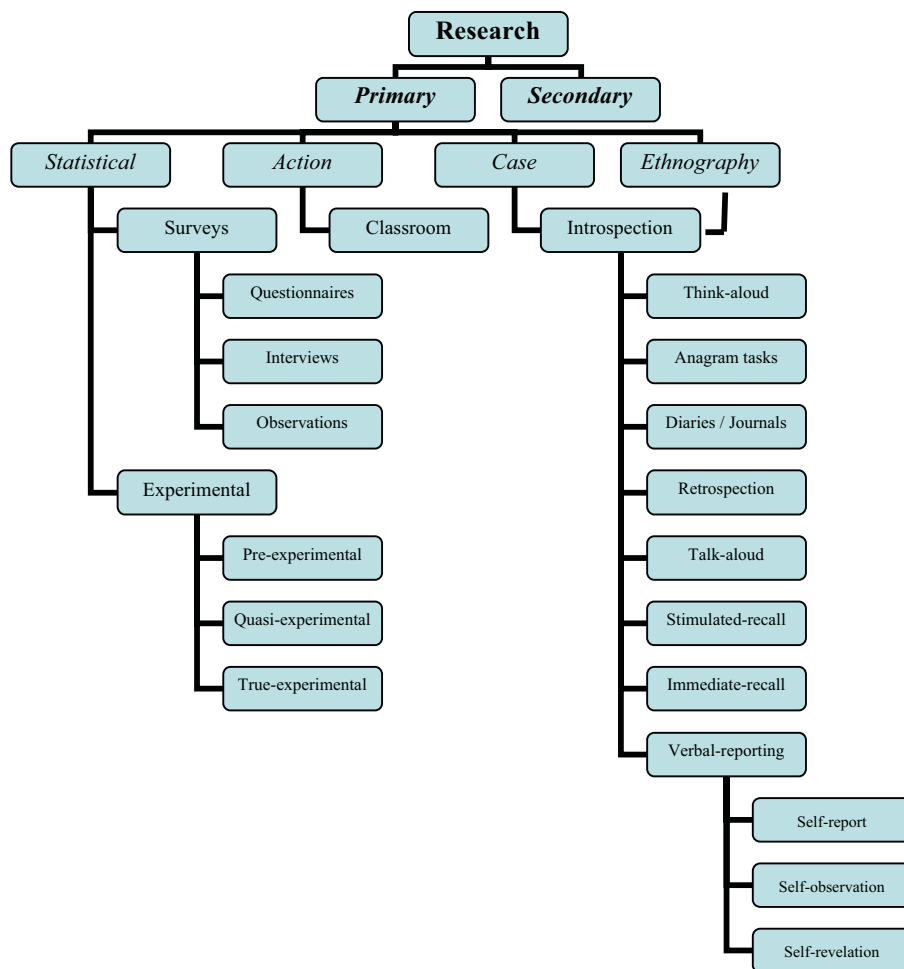 Research
Primary
Secondary
Statistical
Action
Case
Ethnography
Surveys
Classroom
Introspection
Questionnaires
Think-aloud
Interviews
Anagram tasks
Observations
Diaries / Journals
Experimental
Retrospection
Pre-experimental
Talk-aloud
Quasi-experimental
Stimulated-recall
True-experimental
Immediate-recall
Verbal-reporting
Self-report
Self-observation
Self-revelation